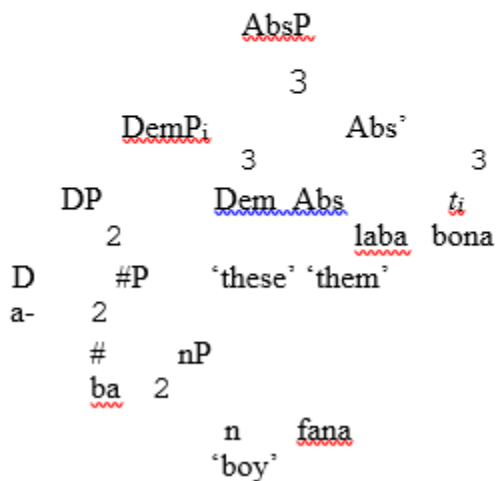 AbsP
3
DemPi Abs’
3 3
DP Dem Abs ti
2 laba bona
D #P ‘these’ ‘them’
a- 2
# nP
ba 2
n fana
‘boy’